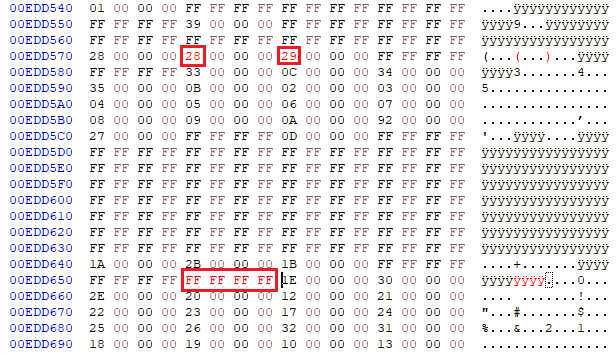 00EDD540 01 00 00 00 FF FF FF FF FF FF FF FF FF FF FF FF ....ÿÿÿÿÿÿÿÿÿÿÿÿ
00EDD550 FF FF FF FF 39 00 00 00 FF FF FF FF FF FF FF FF ÿÿÿÿ9...ÿÿÿÿÿÿÿÿ
00EDD560 FF FF FF FF FF FF FF FF FF FF FF FF FF FF FF FF ÿÿÿÿÿÿÿÿÿÿÿÿÿÿÿÿ
00EDD570 28 00 00 00 28 00 00 00 29 00 00 00 FF FF FF FF (...(...)...ÿÿÿÿ
00EDD580 FF FF FF FF 33 00 00 00 0C 00 00 00 34 00 00 00 ÿÿÿÿ3.......4...
00EDD590 35 00 00 00 0B 00 00 00 02 00 00 00 03 00 00 00 5...............
00EDD5A0 04 00 00 00 05 00 00 00 06 00 00 00 07 00 00 00 ................
00EDD5B0 08 00 00 00 09 00 00 00 0A 00 00 00 92 00 00 00 ............’...
00EDD5C0 27 00 00 00 FF FF FF FF 0D 00 00 00 FF FF FF FF '...ÿÿÿÿ....ÿÿÿÿ
00EDD5D0 FF FF FF FF FF FF FF FF FF FF FF FF FF FF FF FF ÿÿÿÿÿÿÿÿÿÿÿÿÿÿÿÿ
00EDD5E0 FF FF FF FF FF FF FF FF FF FF FF FF FF FF FF FF ÿÿÿÿÿÿÿÿÿÿÿÿÿÿÿÿ
00EDD5F0 FF FF FF FF FF FF FF FF FF FF FF FF FF FF FF FF ÿÿÿÿÿÿÿÿÿÿÿÿÿÿÿÿ
00EDD600 FF FF FF FF FF FF FF FF FF FF FF FF FF FF FF FF ÿÿÿÿÿÿÿÿÿÿÿÿÿÿÿÿ
00EDD610 FF FF FF FF FF FF FF FF FF FF FF FF FF FF FF FF ÿÿÿÿÿÿÿÿÿÿÿÿÿÿÿÿ
00EDD620 FF FF FF FF FF FF FF FF FF FF FF FF FF FF FF FF ÿÿÿÿÿÿÿÿÿÿÿÿÿÿÿÿ
00EDD630 FF FF FF FF FF FF FF FF FF FF FF FF FF FF FF FF ÿÿÿÿÿÿÿÿÿÿÿÿÿÿÿÿ
00EDD640 1A 00 00 00 2B 00 00 00 1B 00 00 00 FF FF FF FF ....+.......ÿÿÿÿ
00EDD650 FF FF FF FF FF FF FF FF 1E 00 00 00 30 00 00 00 ÿÿÿÿÿÿÿÿ....0...
00EDD660 2E 00 00 00 20 00 00 00 12 00 00 00 21 00 00 00 .... .......!...
00EDD670 22 00 00 00 23 00 00 00 17 00 00 00 24 00 00 00 "...#.......$...
00EDD680 25 00 00 00 26 00 00 00 32 00 00 00 31 00 00 00 %...&...2...1...
00EDD690 18 00 00 00 19 00 00 00 10 00 00 00 13 00 00 00 ................